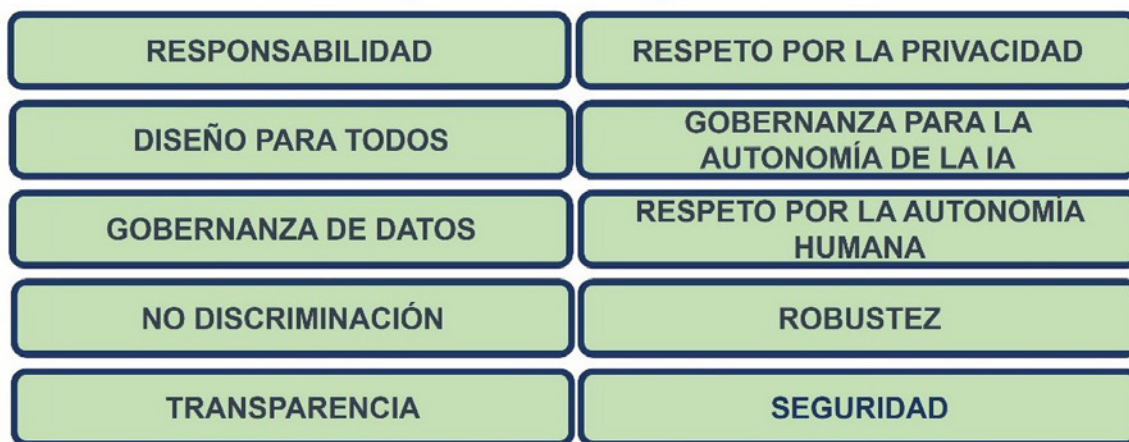 RESPONSABILIDAD
RESPETO POR LA PRIVACIDAD
DISEÑO PARA TODOS
GOBERNANZA PARA LA
AUTONOMÍA DE LA IA
GOBERNANZA DE DATOS
RESPETO POR LA AUTONOMÍA
HUMANA
NO DISCRIMINACIÓN
ROBUSTEZ
TRANSPARENCIA
SEGURIDAD